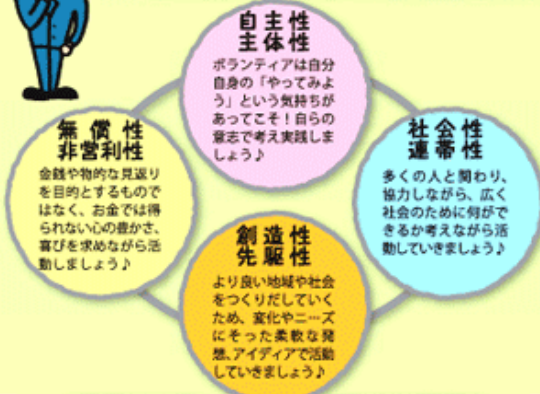 自主性
主体性
ボランティアは自分
自身の「やってみよ
う」という気持ちが
あってこそ！自らの
意志で考え実践しま
しょう♪
無償性
非営利性
金銭や物的な見返り
を目的とするもので
はなく、お金では得
られない心の豊かさ、
喜びを求めながら活
動しましょう♪
社会性
連帯性
多くの人と関わり、
協力しながら、広く
社会のために何がで
きるか考えながら活
動していきましょう♪
創造性
先駆性
より良い地域や社会
をつくりだしていく
ため、変化やニーズ
にそった柔軟な発
想、アイディアで活動
していきましょう♪